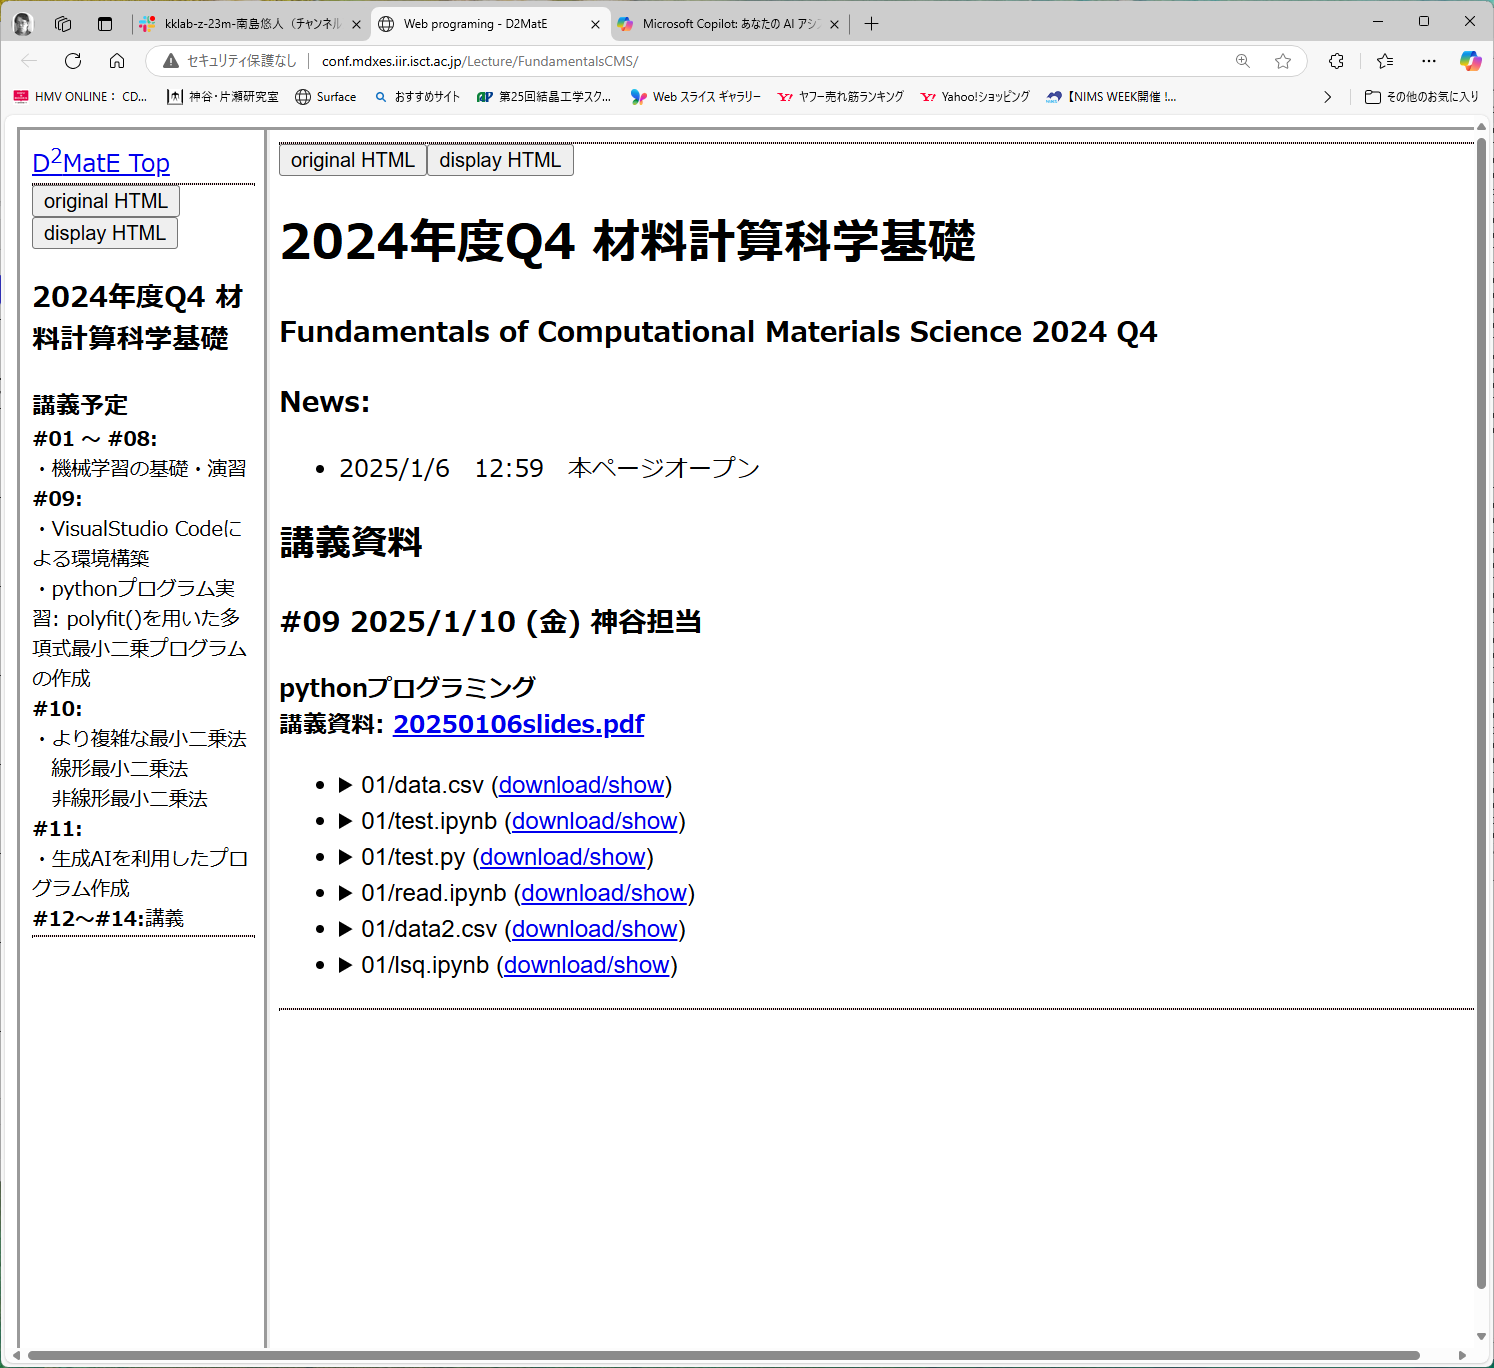 kklab-z-23m-南島悠人（チャンネル
Web programing - D2MatE
Microsoft Copilot: あなたの AI アシ
セキュリティ保護なし
conf.mdxes.iir.isct.ac.jp/Lecture/FundamentalsCMS/
HMV ONLINE： CD...
神谷・片瀬研究室
Surface
おすすめサイト
第25回結晶工学スク...
Web スライス ギャラリー
ヤフー売れ筋ランキング
Yahoo!ショッピング
【NIMS WEEK開催！...
その他のお気に入り
D2MatE Top
original HTML
display HTML
2024年度Q4 材
料計算科学基礎
講義予定
#01 ～ #08:
・機械学習の基礎・演習
#09:
・VisualStudio Codeに
よる環境構築
・pythonプログラム実
習: polyfit()を用いた多
項式最小二乗プログラム
の作成
#10:
・より複雑な最小二乗法
線形最小二乗法
非線形最小二乗法
#11:
・生成AIを利用したプロ
グラム作成
#12～#14:講義
original HTML
display HTML
2024年度Q4 材料計算科学基礎
Fundamentals of Computational Materials Science 2024 Q4
News:
• 2025/1/6　12:59　本ページオープン
講義資料
#09 2025/1/10 (金) 神谷担当
pythonプログラミング
講義資料: 20250106slides.pdf
• ▶ 01/data.csv (download/show)
• ▶ 01/test.ipynb (download/show)
• ▶ 01/test.py (download/show)
• ▶ 01/read.ipynb (download/show)
• ▶ 01/data2.csv (download/show)
• ▶ 01/lsq.ipynb (download/show)